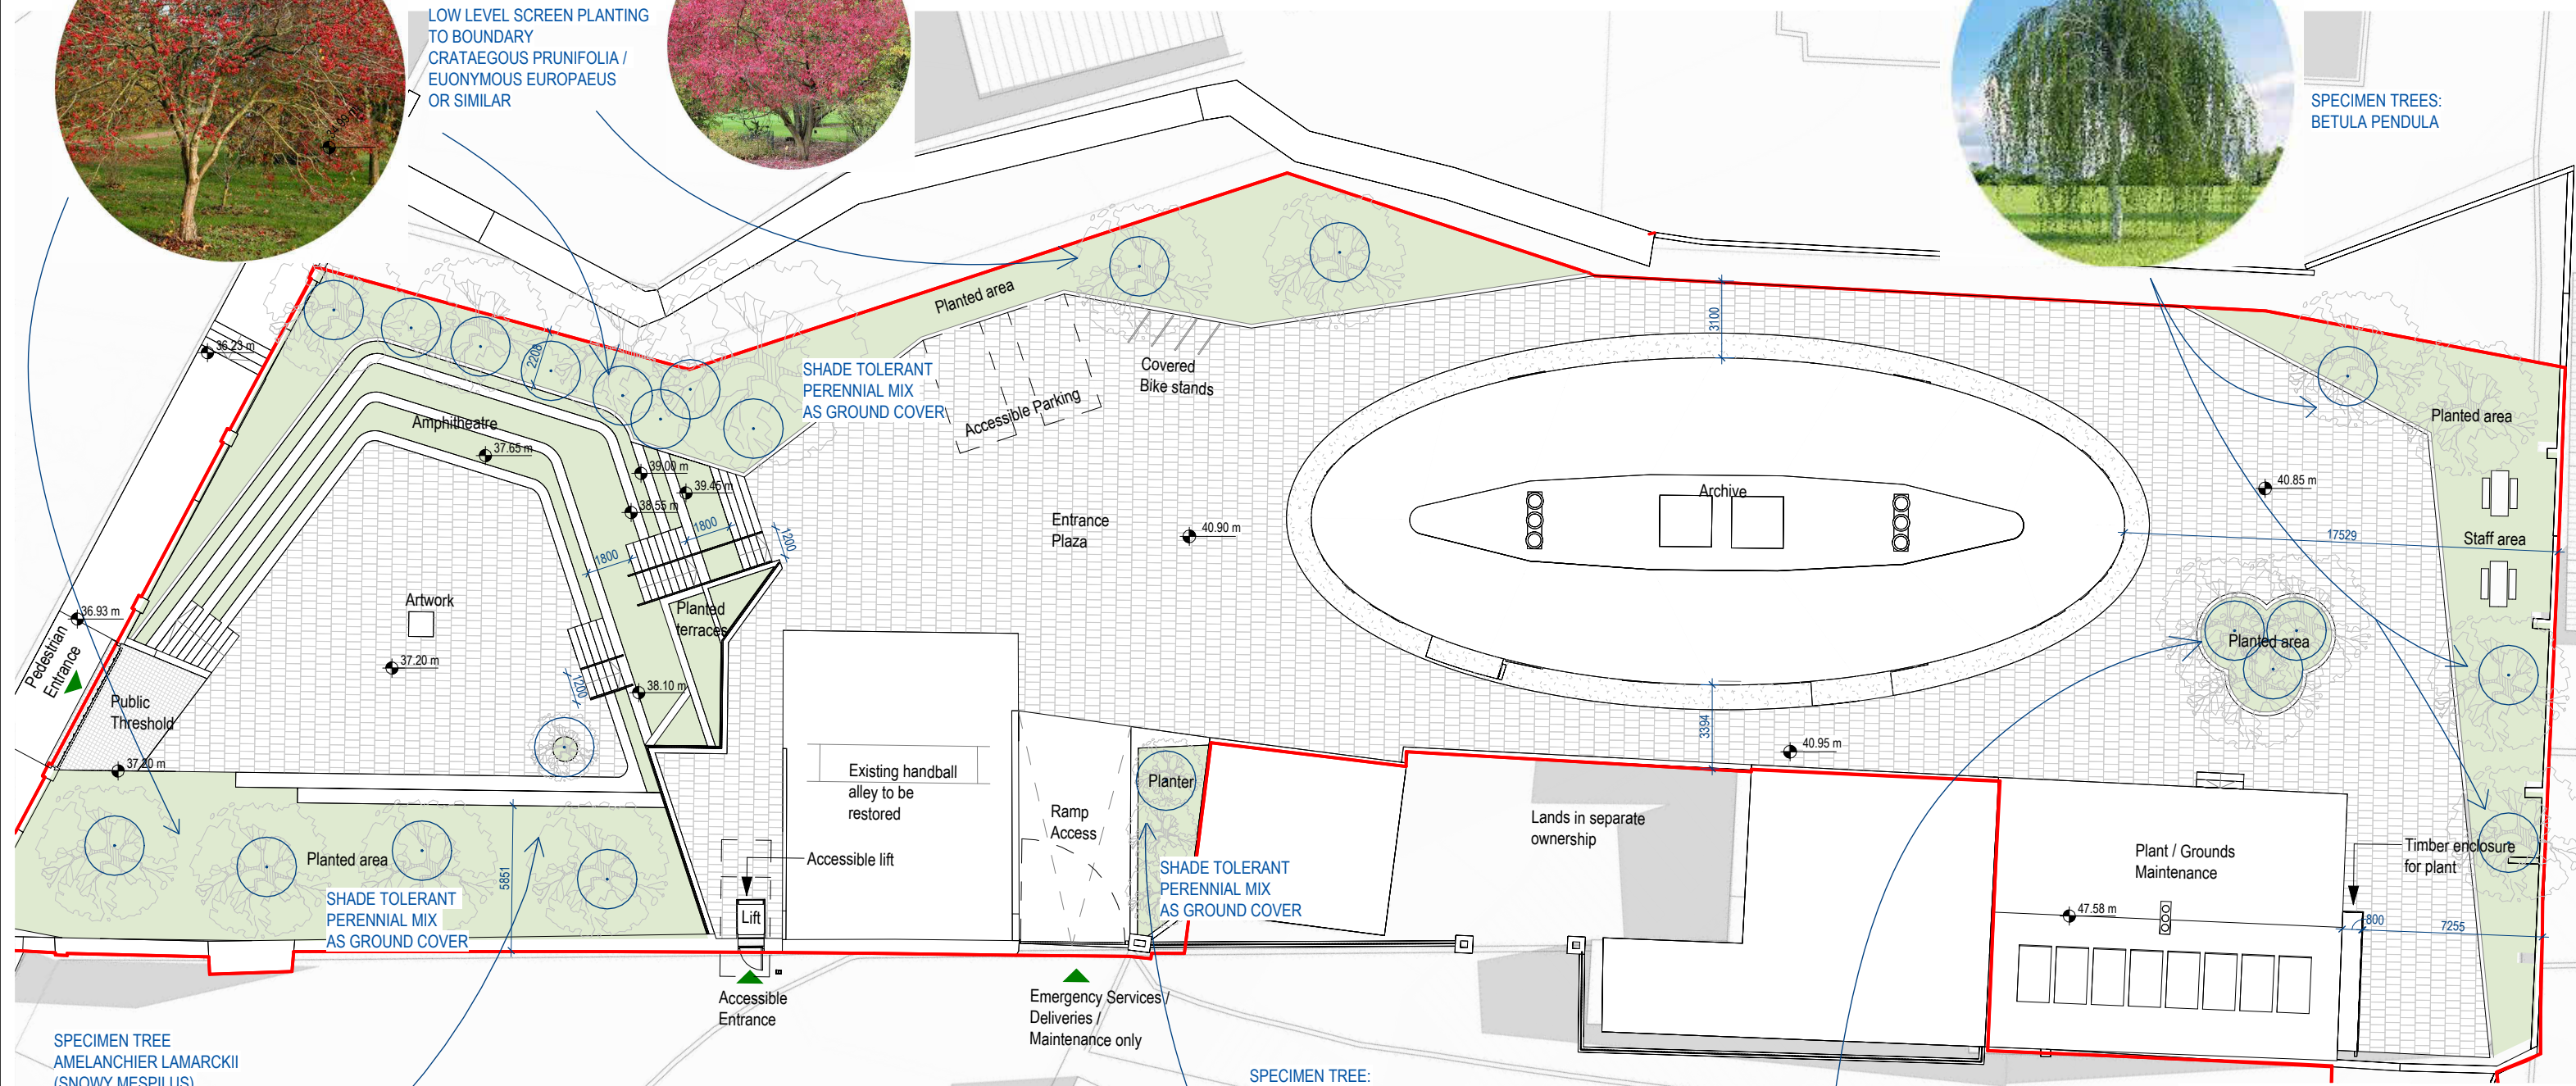 LOW LEVEL SCREEN PLANTING
TO BOUNDARY
CRATAEGOUS PRUNIFOLIA /
EUONYMOUS EUROPAEUS
OR SIMILAR
SPECIMEN TREES:
BETULA PENDULA
Planted area
3100
36.23 m
2208
SHADE TOLERANT
PERENNIAL MIX
AS GROUND COVER
Covered
Bike stands
Accessible Parking
Amphitheatre
37.65 m
39.00 m
39.45 m
38.55 m
1800
1800
1200
Planted area
40.85 m
Archive
Entrance
Plaza
40.90 m
17529
Staff area
Artwork
36.93 m
Pedestrian
Entrance
Planted
terraces
Planted area
37.20 m
1200
38.10 m
Public
Threshold
37.20 m
3394
40.95 m
Existing handball
alley to be
restored
Planter
Ramp
Access
Lands in separate
ownership
Plant / Grounds
Maintenance
Timber enclosure
for plant
Planted area
5851
Accessible lift
SHADE TOLERANT
PERENNIAL MIX
AS GROUND COVER
SHADE TOLERANT
PERENNIAL MIX
AS GROUND COVER
Lift
47.58 m
800
7255
Accessible
Entrance
Emergency Services /
Deliveries /
Maintenance only
SPECIMEN TREE
AMELANCHIER LAMARCKII
(SNOWY MESPILUS)
SPECIMEN TREE: